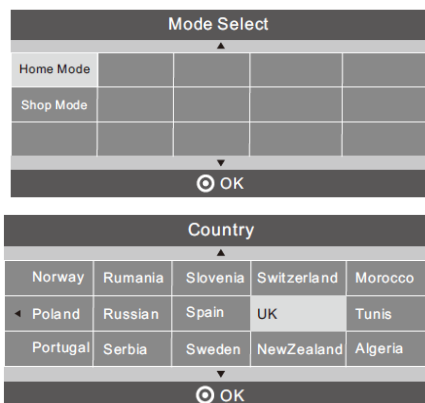 Mode Select
Home Mode
Shop Mode
OK
Country
Norway Rumania Slovenia Switzerland Morocco
Poland Russian Spain UK Tunis
Portugal Serbia Sweden NewZealand Algeria
OK